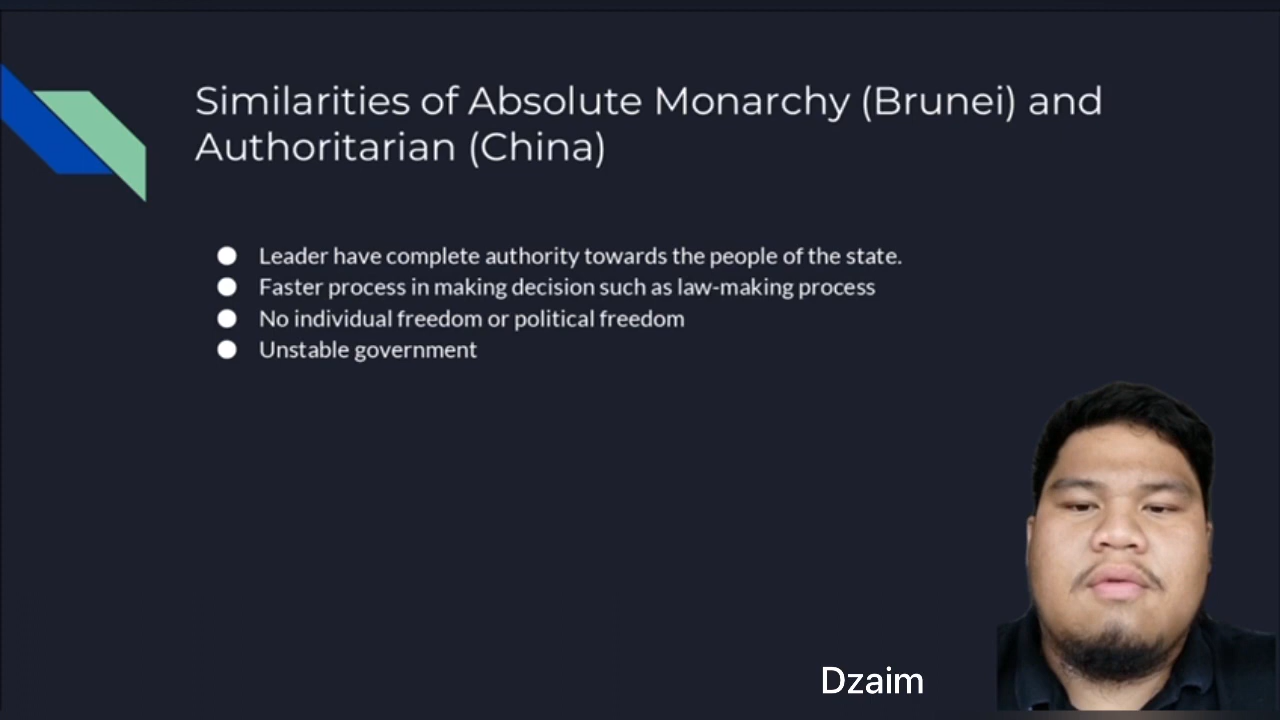 Similarities of Absolute Monarchy (Brunei) and
Authoritarian (China)
Leader have complete authority towards the people of the state.
Faster process in making decision such as law-making process
No individual freedom or political freedom
Unstable government
Dzaim